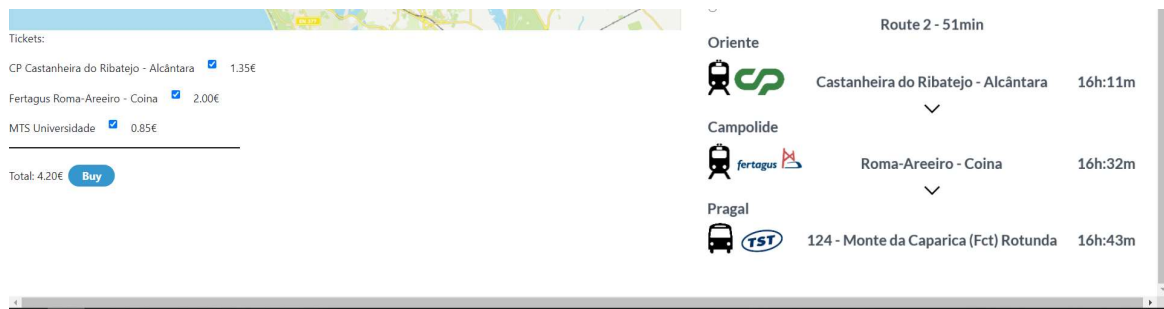 Tickets:
CP Castanheira do Ribatejo - Alcântara 1.35€
Fertagus Roma-Areeiro - Coina 2.00€
MTS Universidade 0.85€
Total: 4.20€ Buy
Route 2 - 51min
Oriente
CP Castanheira do Ribatejo - Alcântara 16h:11m
Campolide
fertagus Roma-Areeiro - Coina 16h:32m
Pragal
TST 124 - Monte da Caparica (Fct) Rotunda 16h:43m